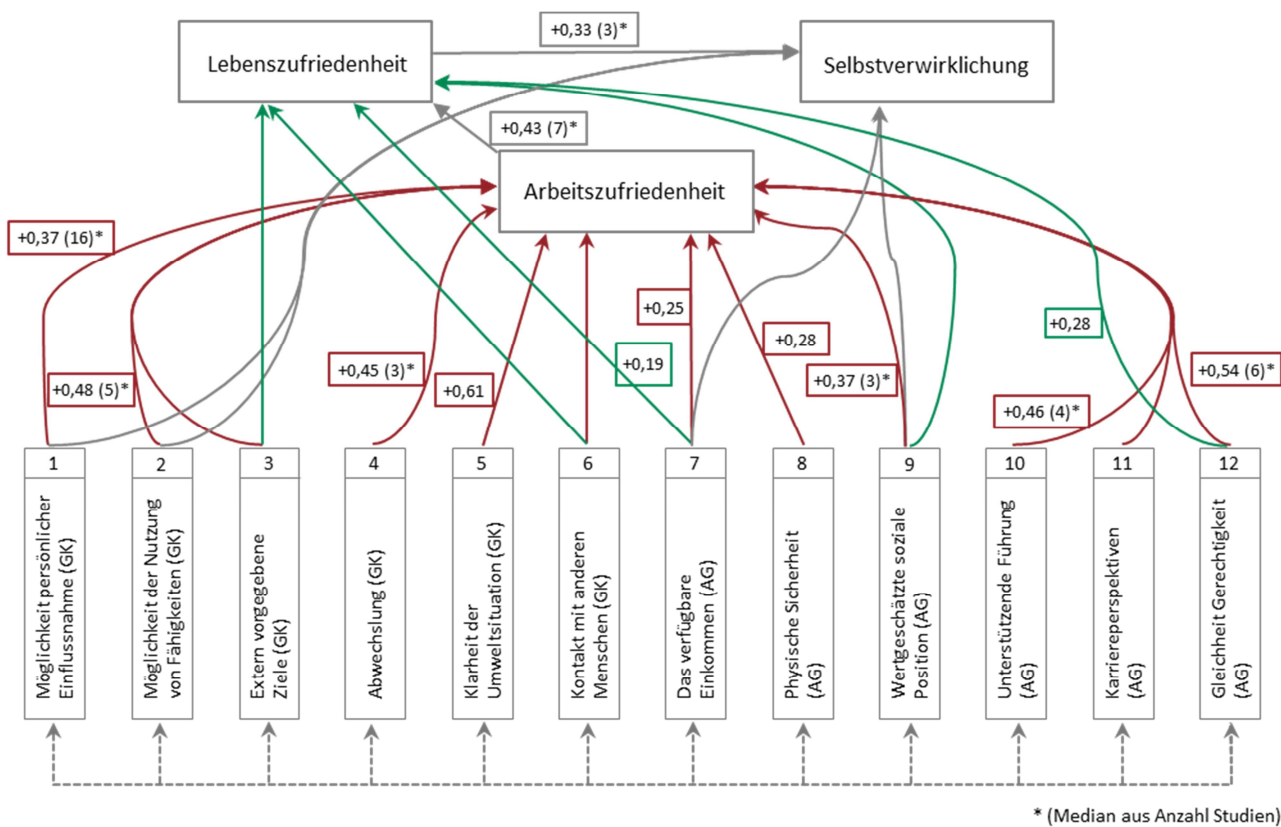 +0,33 (3)*
Lebenszufriedenheit
Selbstverwirklichung
+0,43 (7)*
Arbeitszufriedenheit
+0,37 (16)*
+0,48 (5)*
+0,45 (3)*
+0,61
+0,19
+0,25
+0,28
+0,37 (3)*
+0,46 (4)*
+0,28
+0,54 (6)*
1
Möglichkeit persönlicher
Einflussnahme (GK)
2
Möglichkeit der Nutzung
von Fähigkeiten (GK)
3
Extern vorgegebene
Ziele (GK)
4
Abwechslung (GK)
5
Klarheit der
Umweltsituation (GK)
6
Kontakt mit anderen
Menschen (GK)
7
Das verfügbare
Einkommen (AG)
8
Physische Sicherheit
(AG)
9
Wertgeschätzte soziale
Position (AG)
10
Unterstützende Führung
(AG)
11
Karriereperspektiven
(AG)
12
Gleichheit Gerechtigkeit
(AG)
* (Median aus Anzahl Studien)